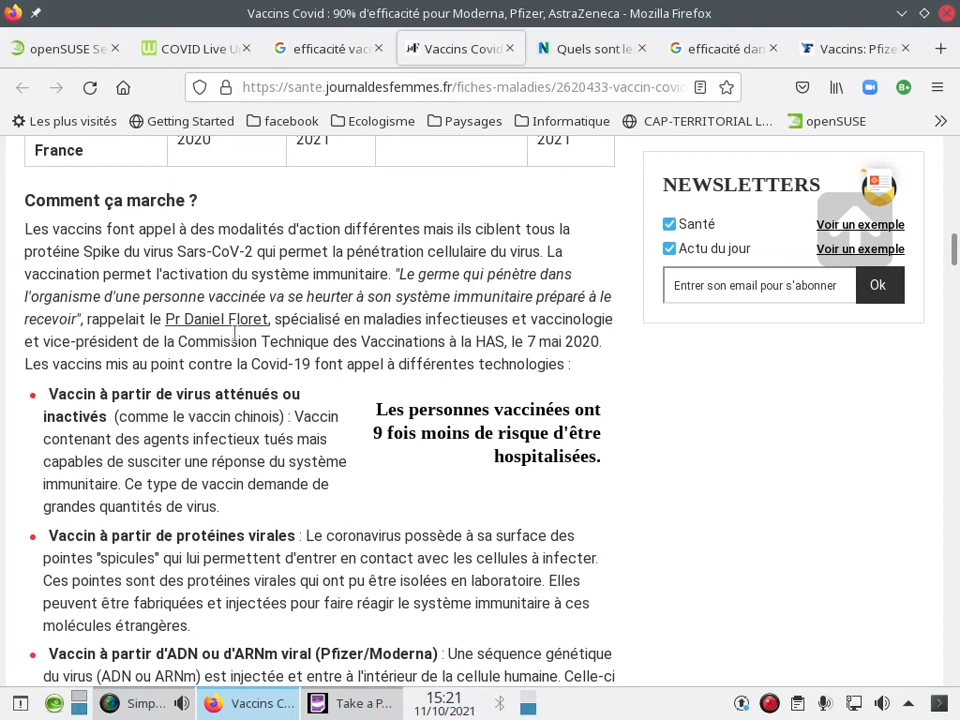 Vaccins Covid : 90% d'efficacité pour Moderna, Pfizer, AstraZeneca - Mozilla Firefox
openSUSE Se
COVID Live U
efficacité vac
Vaccins Covid
Quels sont les
efficacité dan
Vaccins: Pfize
https://sante.journaldesfemmes.fr/fiches-maladies/2620433-vaccin-covid
Les plus visités
Getting Started
facebook
Ecologisme
Paysages
Informatique
CAP-TERRITORIAL L…
openSUSE
2020
2021
2021
France
Comment ça marche ?
Les vaccins font appel à des modalités d'action différentes mais ils ciblent tous la
protéine Spike du virus Sars-CoV-2 qui permet la pénétration cellulaire du virus. La
vaccination permet l'activation du système immunitaire. "Le germe qui pénètre dans
l'organisme d'une personne vaccinée va se heurter à son système immunitaire préparé à le
recevoir", rappelait le Pr Daniel Floret, spécialisé en maladies infectieuses et vaccinologie
et vice-président de la Commission Technique des Vaccinations à la HAS, le 7 mai 2020.
Les vaccins mis au point contre la Covid-19 font appel à différentes technologies :
Vaccin à partir de virus atténués ou
inactivés (comme le vaccin chinois) : Vaccin
contenant des agents infectieux tués mais
capables de susciter une réponse du système
immunitaire. Ce type de vaccin demande de
grandes quantités de virus.
Les personnes vaccinées ont
9 fois moins de risque d'être
hospitalisées.
Vaccin à partir de protéines virales : Le coronavirus possède à sa surface des
pointes "spicules" qui lui permettent d'entrer en contact avec les cellules à infecter.
Ces pointes sont des protéines virales qui ont pu être isolées en laboratoire. Elles
peuvent être fabriquées et injectées pour faire réagir le système immunitaire à ces
molécules étrangères.
Vaccin à partir d'ADN ou d'ARNm viral (Pfizer/Moderna) : Une séquence génétique
du virus (ADN ou ARNm) est injectée et entre à l'intérieur de la cellule humaine. Celle-ci
NEWSLETTERS
Santé
Voir un exemple
Actu du jour
Voir un exemple
Entrer son email pour s'abonner
Ok
Simp…
Vaccins C…
Take a P…
15:21
11/10/2021